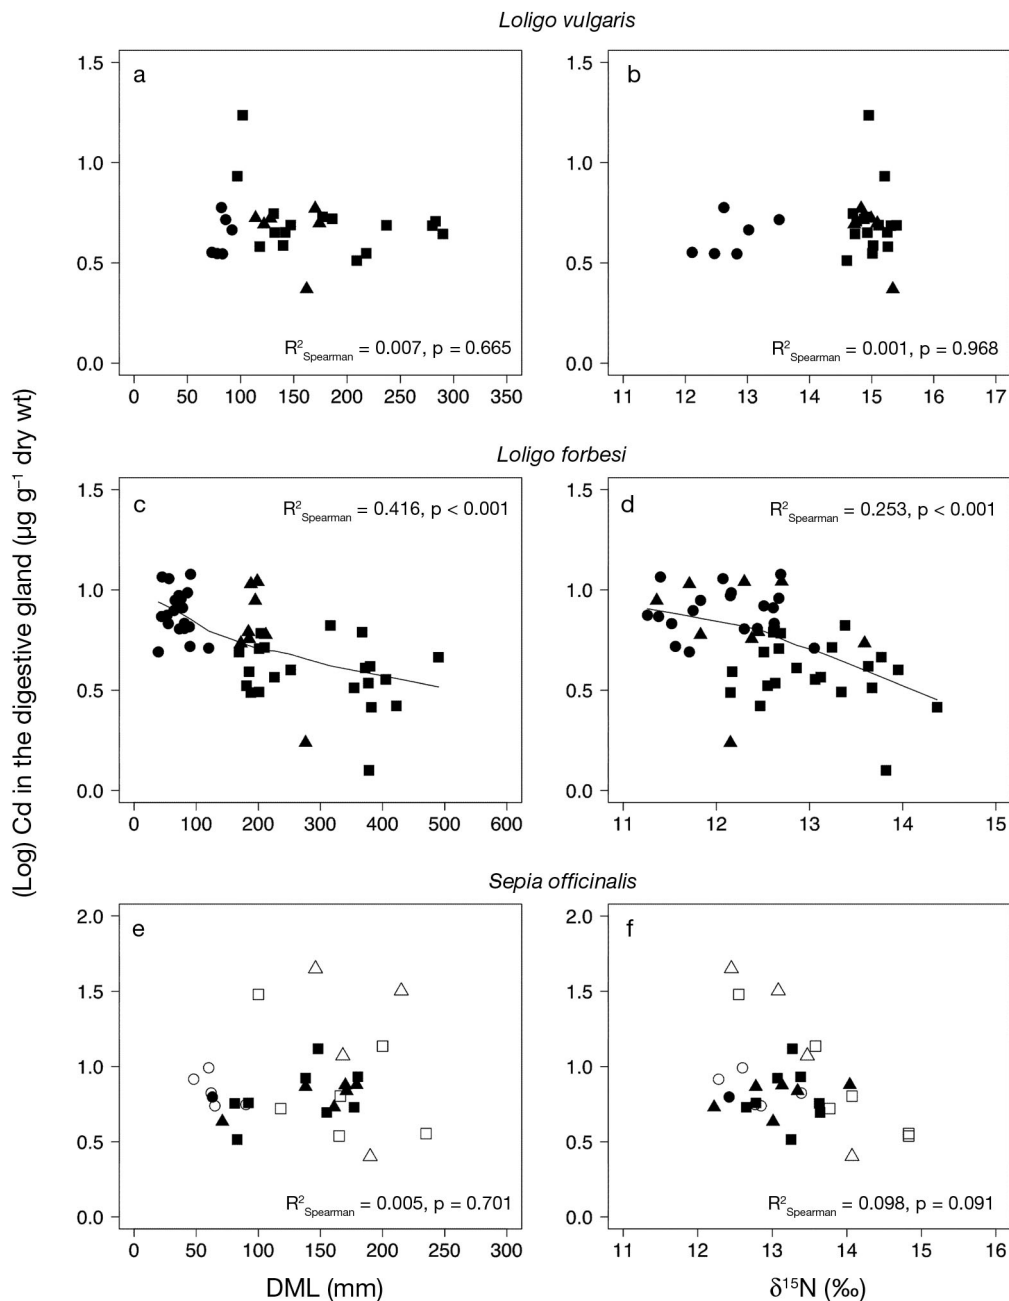 Loligo vulgaris
a
1.5
1.0
0.5
0.0
R²Spearman = 0.007, p = 0.665
0 50 100 150 200 250 300 350
b
1.5
1.0
0.5
0.0
R²Spearman = 0.001, p = 0.968
11 12 13 14 15 16 17
(Log) Cd in the digestive gland (µg g⁻¹ dry wt)
Loligo forbesi
c
R²Spearman = 0.416, p < 0.001
1.5
1.0
0.5
0.0
0 100 200 300 400 500 600
d
R²Spearman = 0.253, p < 0.001
1.5
1.0
0.5
0.0
11 12 13 14 15
Sepia officinalis
e
2.0
1.5
1.0
0.5
0.0
R²Spearman = 0.005, p = 0.701
0 50 100 150 200 250 300
DML (mm)
f
2.0
1.5
1.0
0.5
0.0
R²Spearman = 0.098, p = 0.091
11 12 13 14 15 16
δ¹⁵N (‰)